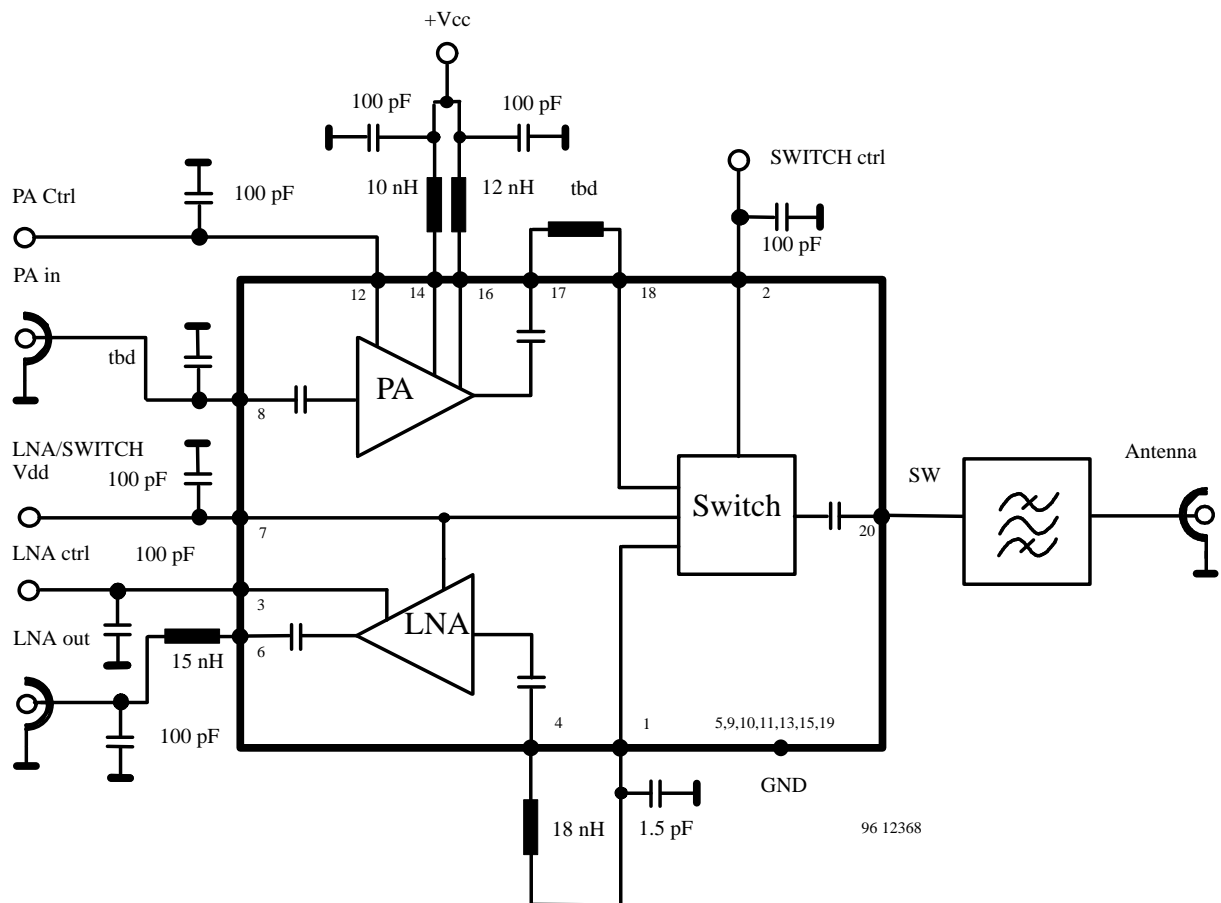 +Vcc
100 pF
100 pF
SWITCH ctrl
PA Ctrl
100 pF
10 nH
12 nH
tbd
100 pF
PA in
12
14
16
17
18
2
tbd
PA
8
LNA/SWITCH
Vdd
100 pF
Switch
SW
Antenna
7
20
LNA ctrl
100 pF
3
LNA
LNA out
15 nH
6
100 pF
4
1
5,9,10,11,13,15,19
GND
18 nH
1.5 pF
96 12368